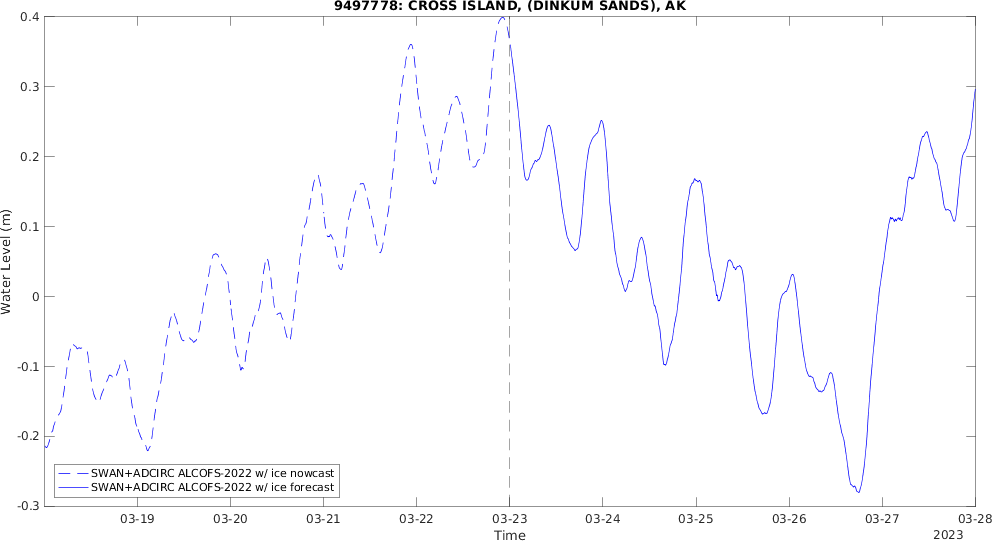 9497778: CROSS ISLAND, (DINKUM SANDS), AK
0.4
0.3
0.2
0.1
0
-0.1
-0.2
-0.3
Water Level (m)
SWAN+ADCIRC ALCOFS-2022 w/ ice nowcast
SWAN+ADCIRC ALCOFS-2022 w/ ice forecast
03-19 03-20 03-21 03-22 03-23 03-24 03-25 03-26 03-27 03-28
Time
2023